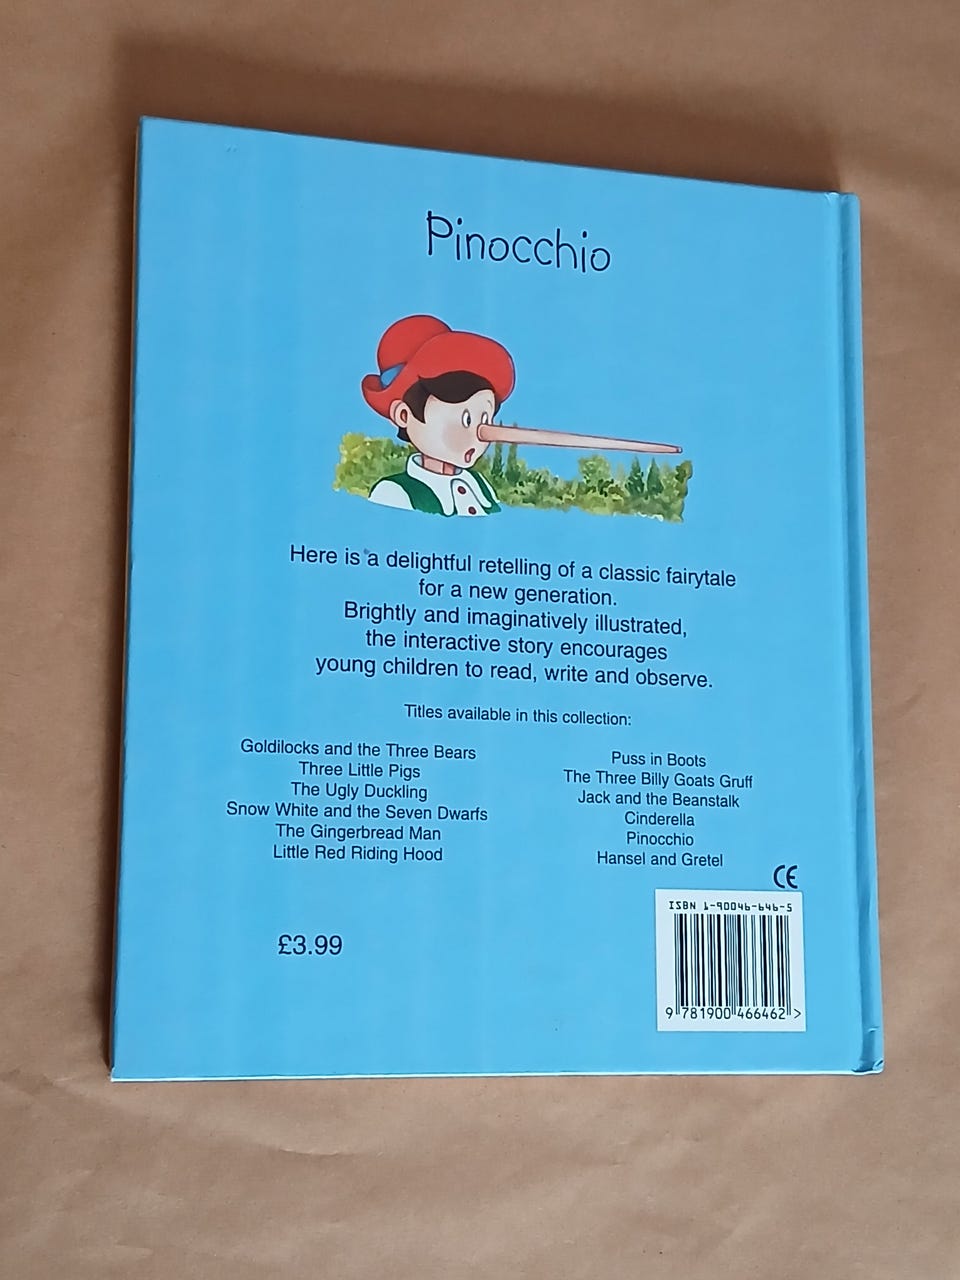 Pinocchio
Here is a delightful retelling of a classic fairytale
for a new generation.
Brightly and imaginatively illustrated,
the interactive story encourages
young children to read, write and observe.
Titles available in this collection:
Goldilocks and the Three Bears
Three Little Pigs
The Ugly Duckling
Snow White and the Seven Dwarfs
The Gingerbread Man
Little Red Riding Hood
Puss in Boots
The Three Billy Goats Gruff
Jack and the Beanstalk
Cinderella
Pinocchio
Hansel and Gretel
CE
£3.99
ISBN 1-90046-646-5
9 781900 466462 >